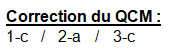 Correction du QCM :
1-c / 2-a / 3-c